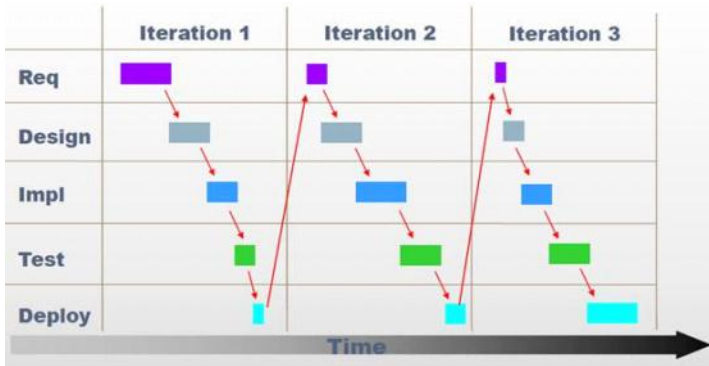 Iteration 1 Iteration 2 Iteration 3
Req
Design
Impl
Test
Deploy
Time